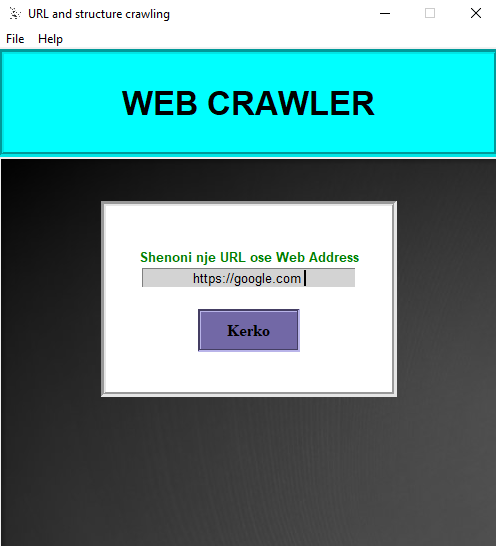 URL and structure crawling
File Help
WEB CRAWLER
Shenoni nje URL ose Web Address
https://google.com
Kerko